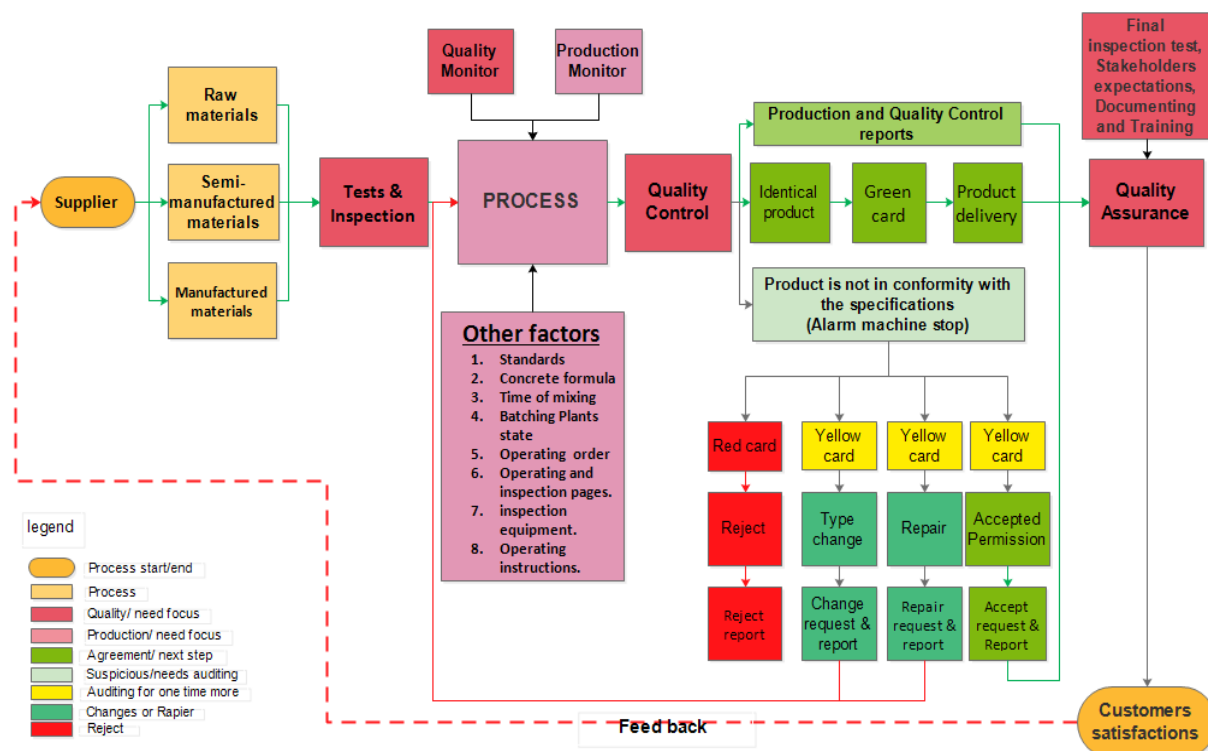 Supplier
Raw
materials
Semi-
manufactured
materials
Manufactured
materials
Tests &
Inspection
Quality
Monitor
Production
Monitor
PROCESS
Other factors
1. Standards
2. Concrete formula
3. Time of mixing
4. Batching Plants
state
5. Operating order
6. Operating and
inspection pages.
7. inspection
equipment.
8. Operating
instructions.
Quality
Control
Production and Quality Control
reports
Identical
product
Green
card
Product
delivery
Product is not in conformity with
the specifications
(Alarm machine stop)
Red card
Yellow
card
Yellow
card
Yellow
card
Reject
Type
change
Repair
Accepted
Permission
Reject
report
Change
request &
report
Repair
request &
report
Accept
request &
Report
Final
inspection test,
Stakeholders
expectations,
Documenting
and Training
Quality
Assurance
Customers
satisfactions
Feed back
legend
Process start/end
Process
Quality/ need focus
Production/ need focus
Agreement/ next step
Suspicious/needs auditing
Auditing for one time more
Changes or Rapier
Reject